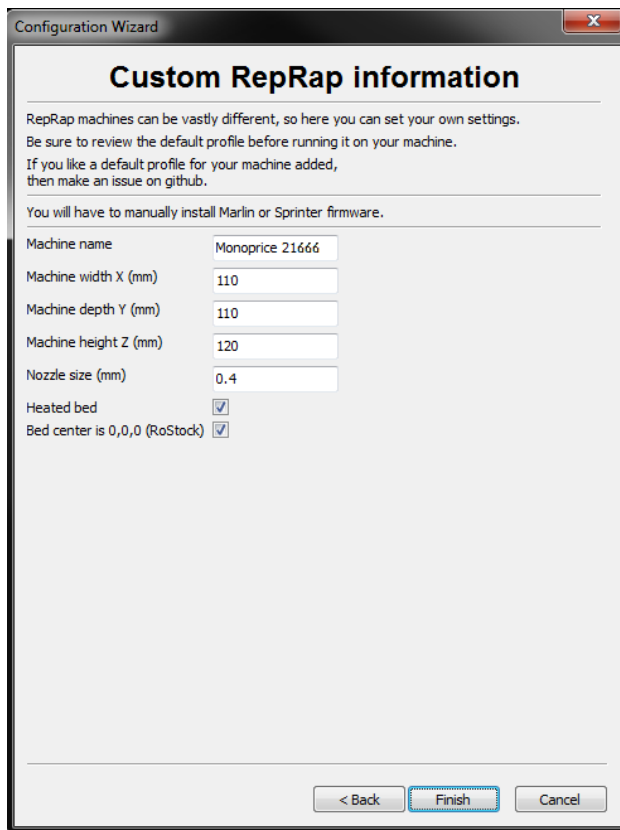 Configuration Wizard
x
Custom RepRap information
RepRap machines can be vastly different, so here you can set your own settings.
Be sure to review the default profile before running it on your machine.
If you like a default profile for your machine added,
then make an issue on github.
You will have to manually install Marlin or Sprinter firmware.
Machine name Monoprice 21666
Machine width X (mm) 110
Machine depth Y (mm) 110
Machine height Z (mm) 120
Nozzle size (mm) 0.4
Heated bed
Bed center is 0,0,0 (RoStock)
< Back Finish Cancel